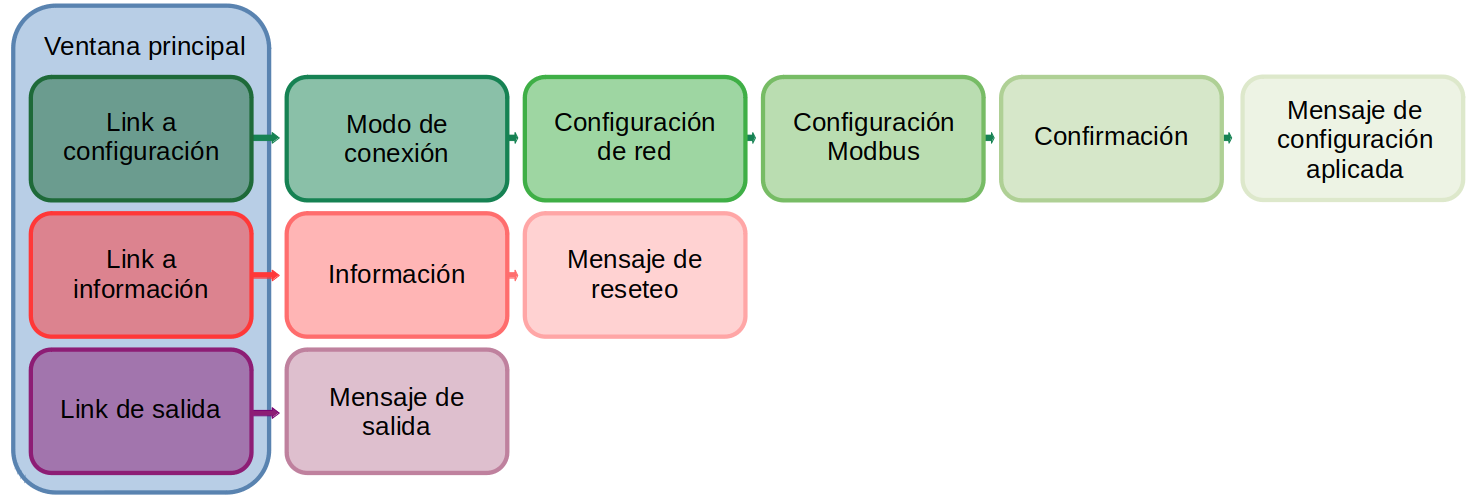 Ventana principal
Link a
configuración
Modo de
conexión
Configuración
de red
Configuración
Modbus
Confirmación
Mensaje de
configuración
aplicada
Link a
información
Información
Mensaje de
reseteo
Link de salida
Mensaje de
salida